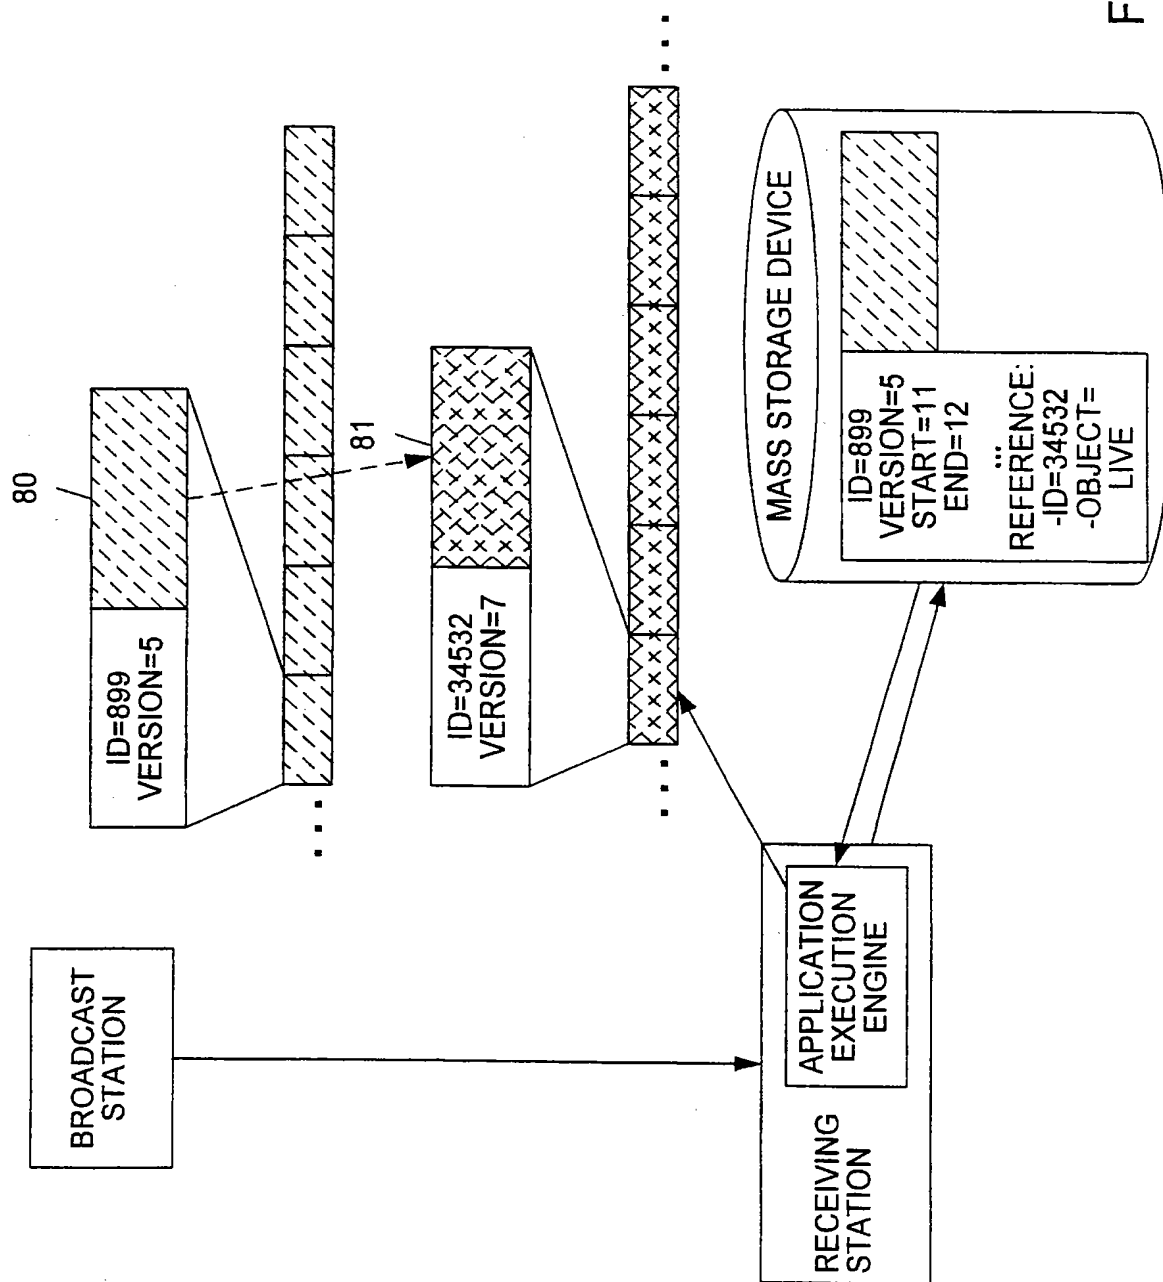 80
ID=899
VERSION=5
BROADCAST
STATION
...
81
ID=34532
VERSION=7
...
...
RECEIVING
STATION
APPLICATION
EXECUTION
ENGINE
MASS STORAGE DEVICE
ID=899
VERSION=5
START=11
END=12
...
REFERENCE:
-ID=34532
-OBJECT=
LIVE
F